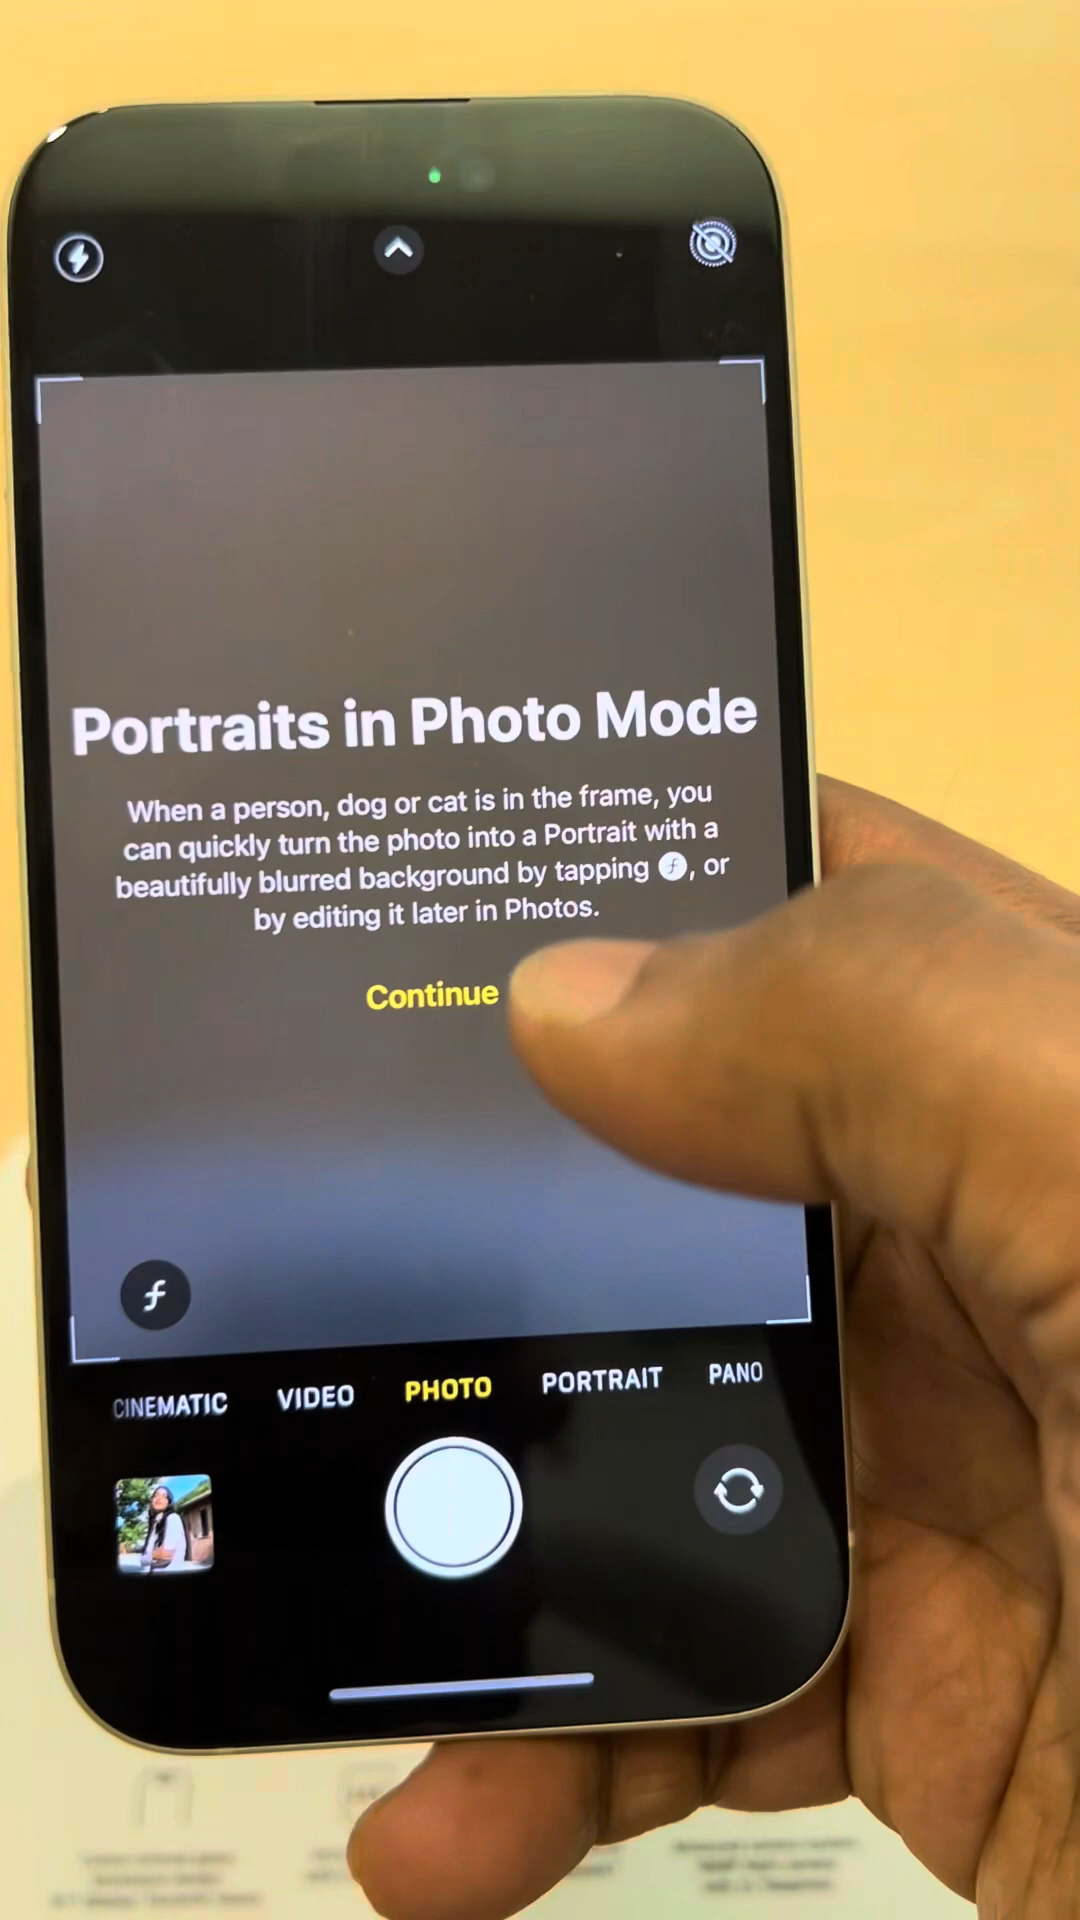 Portraits in Photo Mode
When a person, dog or cat is in the frame, you
can quickly turn the photo into a Portrait with a
beautifully blurred background by tapping ƒ, or
by editing it later in Photos.
Continue
ƒ
CINEMATIC VIDEO PHOTO PORTRAIT PANO